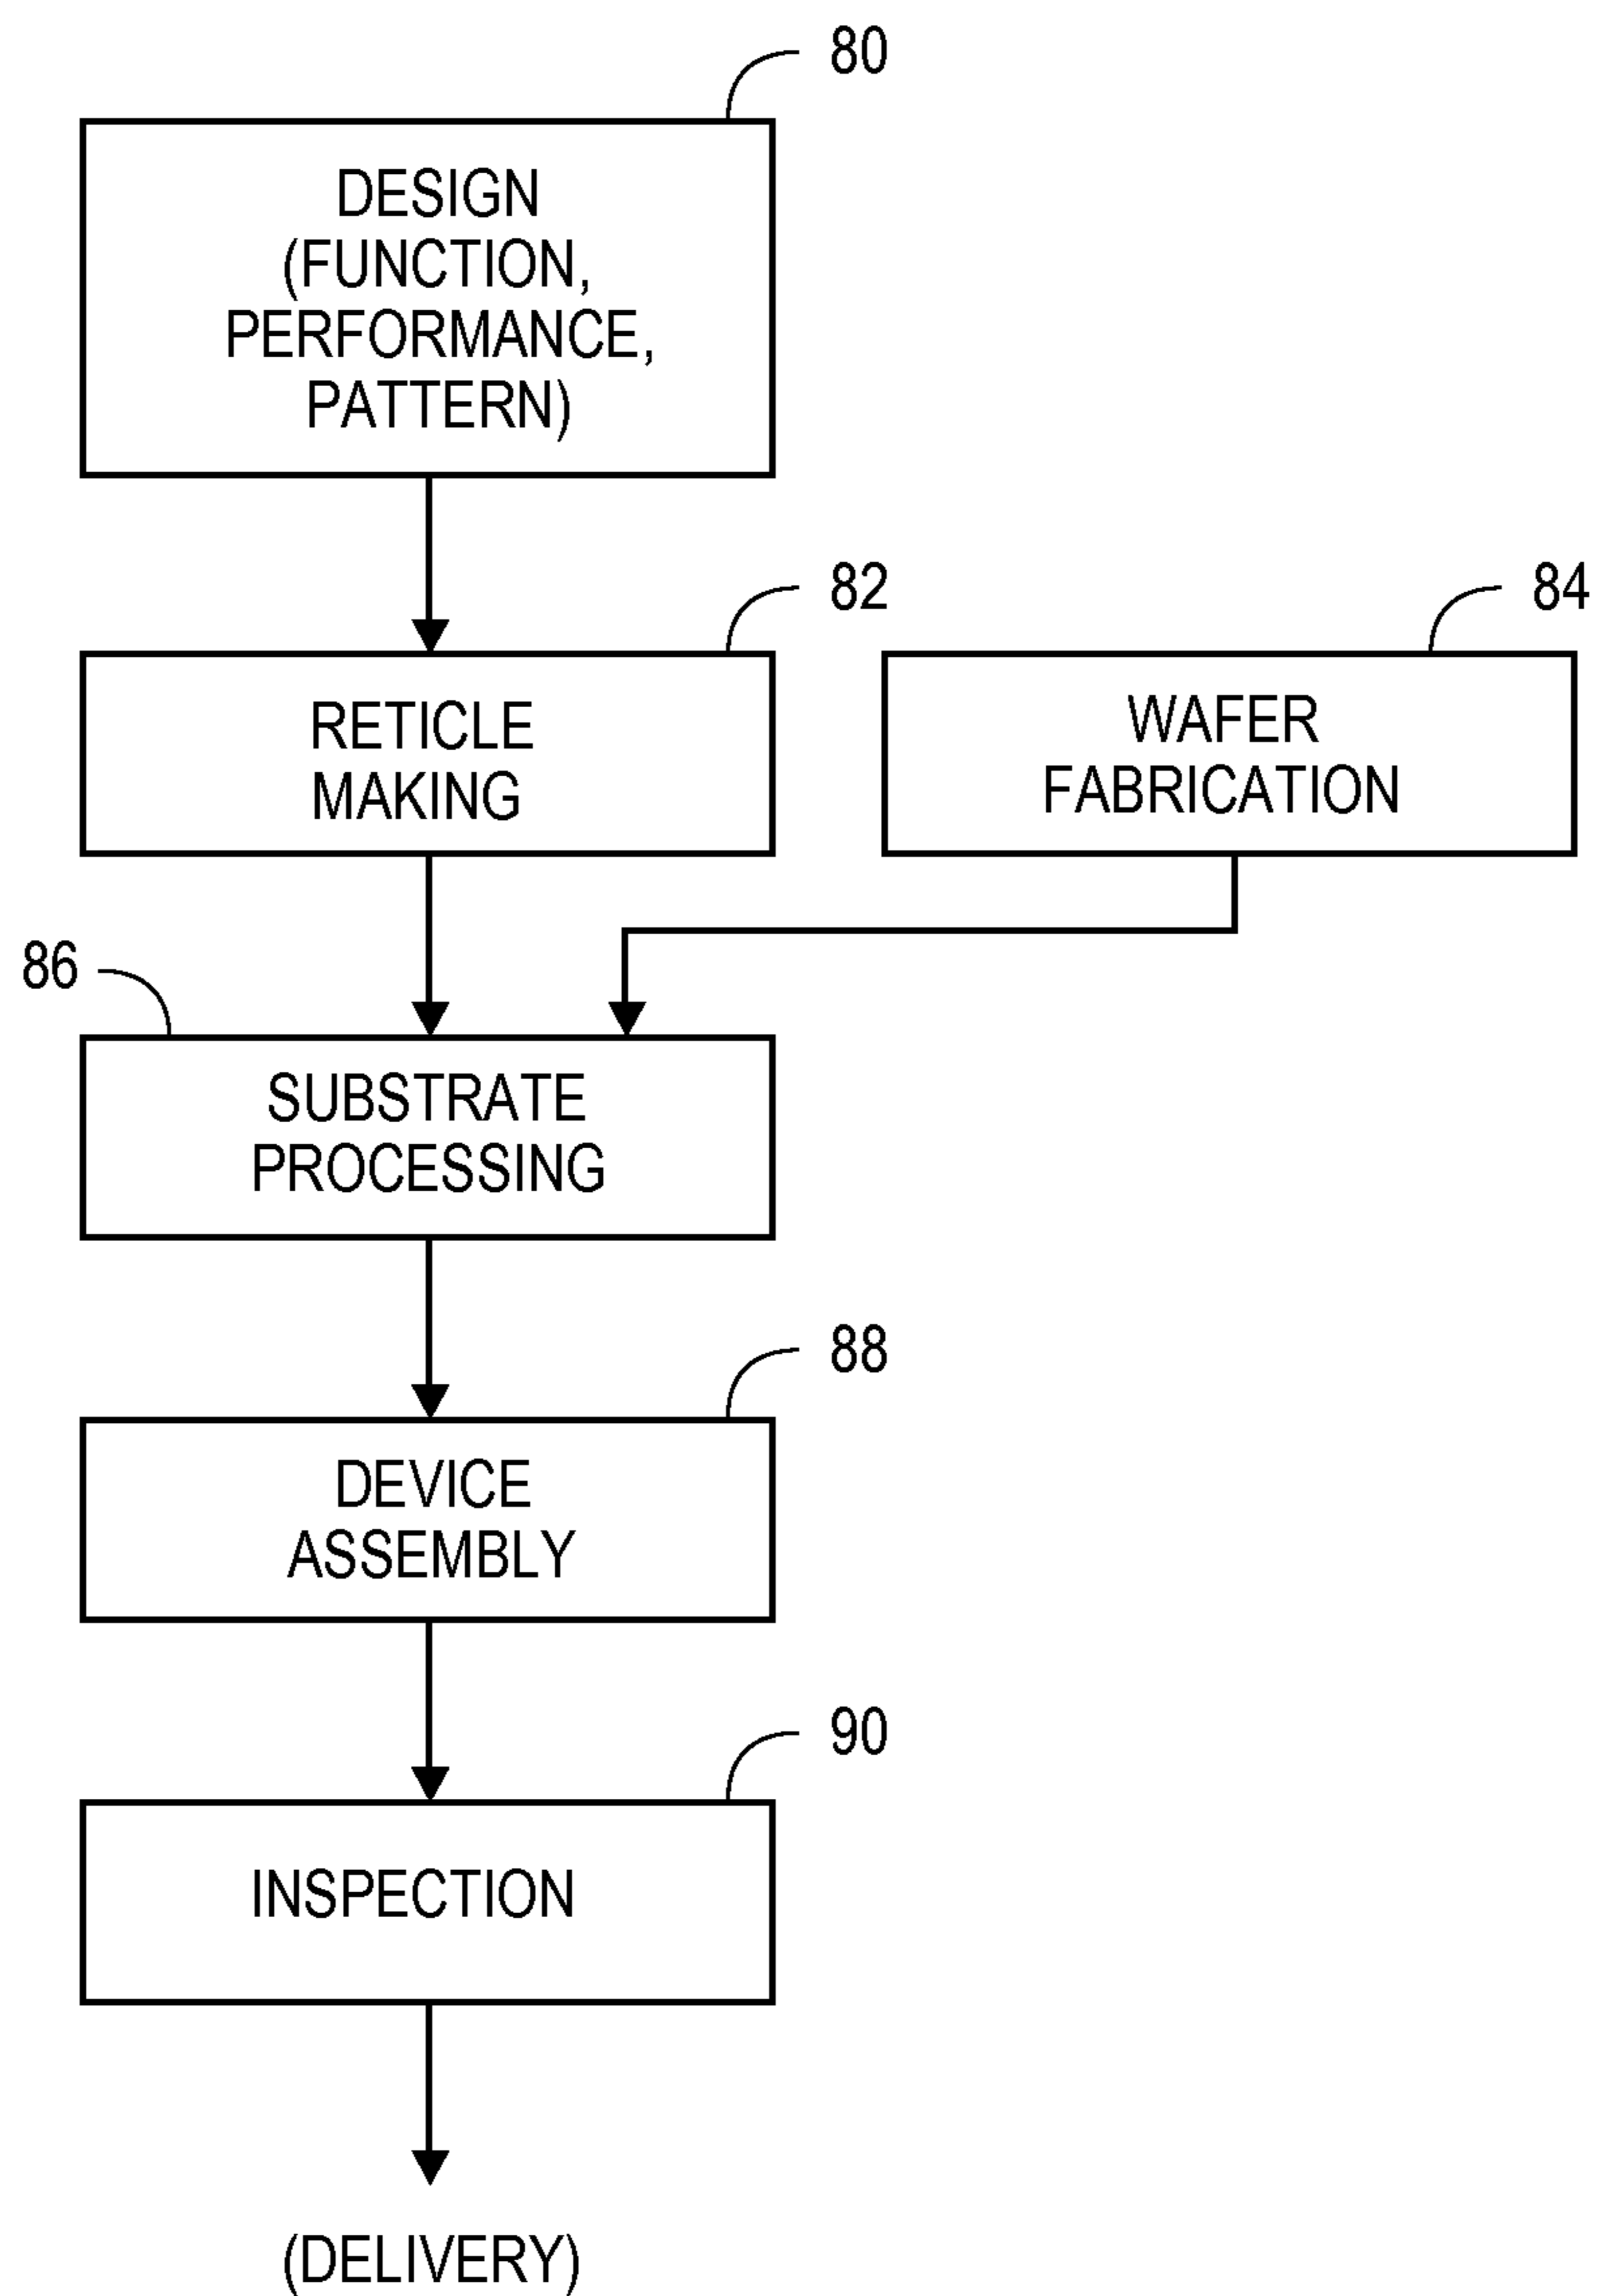 80
DESIGN
(FUNCTION,
PERFORMANCE,
PATTERN)
82
RETICLE
MAKING
84
WAFER
FABRICATION
86
SUBSTRATE
PROCESSING
88
DEVICE
ASSEMBLY
90
INSPECTION
(DELIVERY)